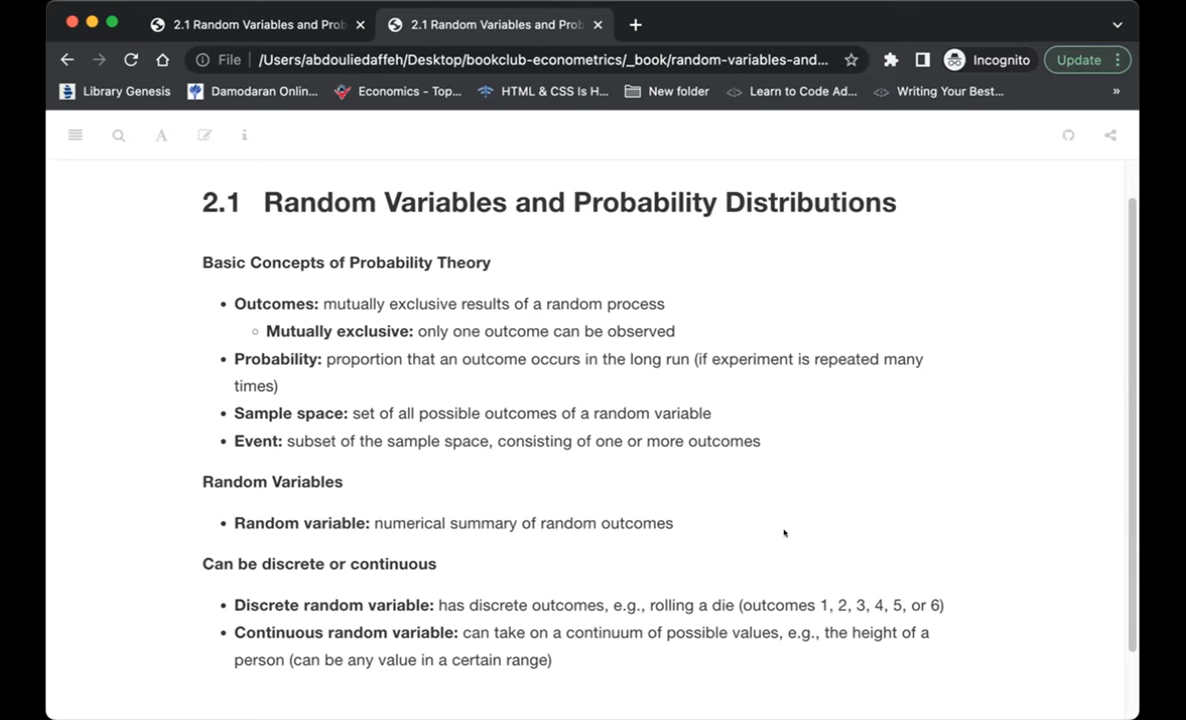 2.1 Random Variables and Prob
2.1 Random Variables and Prob
File
/Users/abdouliedaffeh/Desktop/bookclub-econometrics/_book/random-variables-and...
Incognito
Update
Library Genesis
Damodaran Onlin...
Economics - Top...
HTML & CSS Is H...
New folder
Learn to Code Ad...
Writing Your Best...
»
2.1 Random Variables and Probability Distributions
Basic Concepts of Probability Theory
• Outcomes: mutually exclusive results of a random process
◦ Mutually exclusive: only one outcome can be observed
• Probability: proportion that an outcome occurs in the long run (if experiment is repeated many
times)
• Sample space: set of all possible outcomes of a random variable
• Event: subset of the sample space, consisting of one or more outcomes
Random Variables
• Random variable: numerical summary of random outcomes
Can be discrete or continuous
• Discrete random variable: has discrete outcomes, e.g., rolling a die (outcomes 1, 2, 3, 4, 5, or 6)
• Continuous random variable: can take on a continuum of possible values, e.g., the height of a
person (can be any value in a certain range)